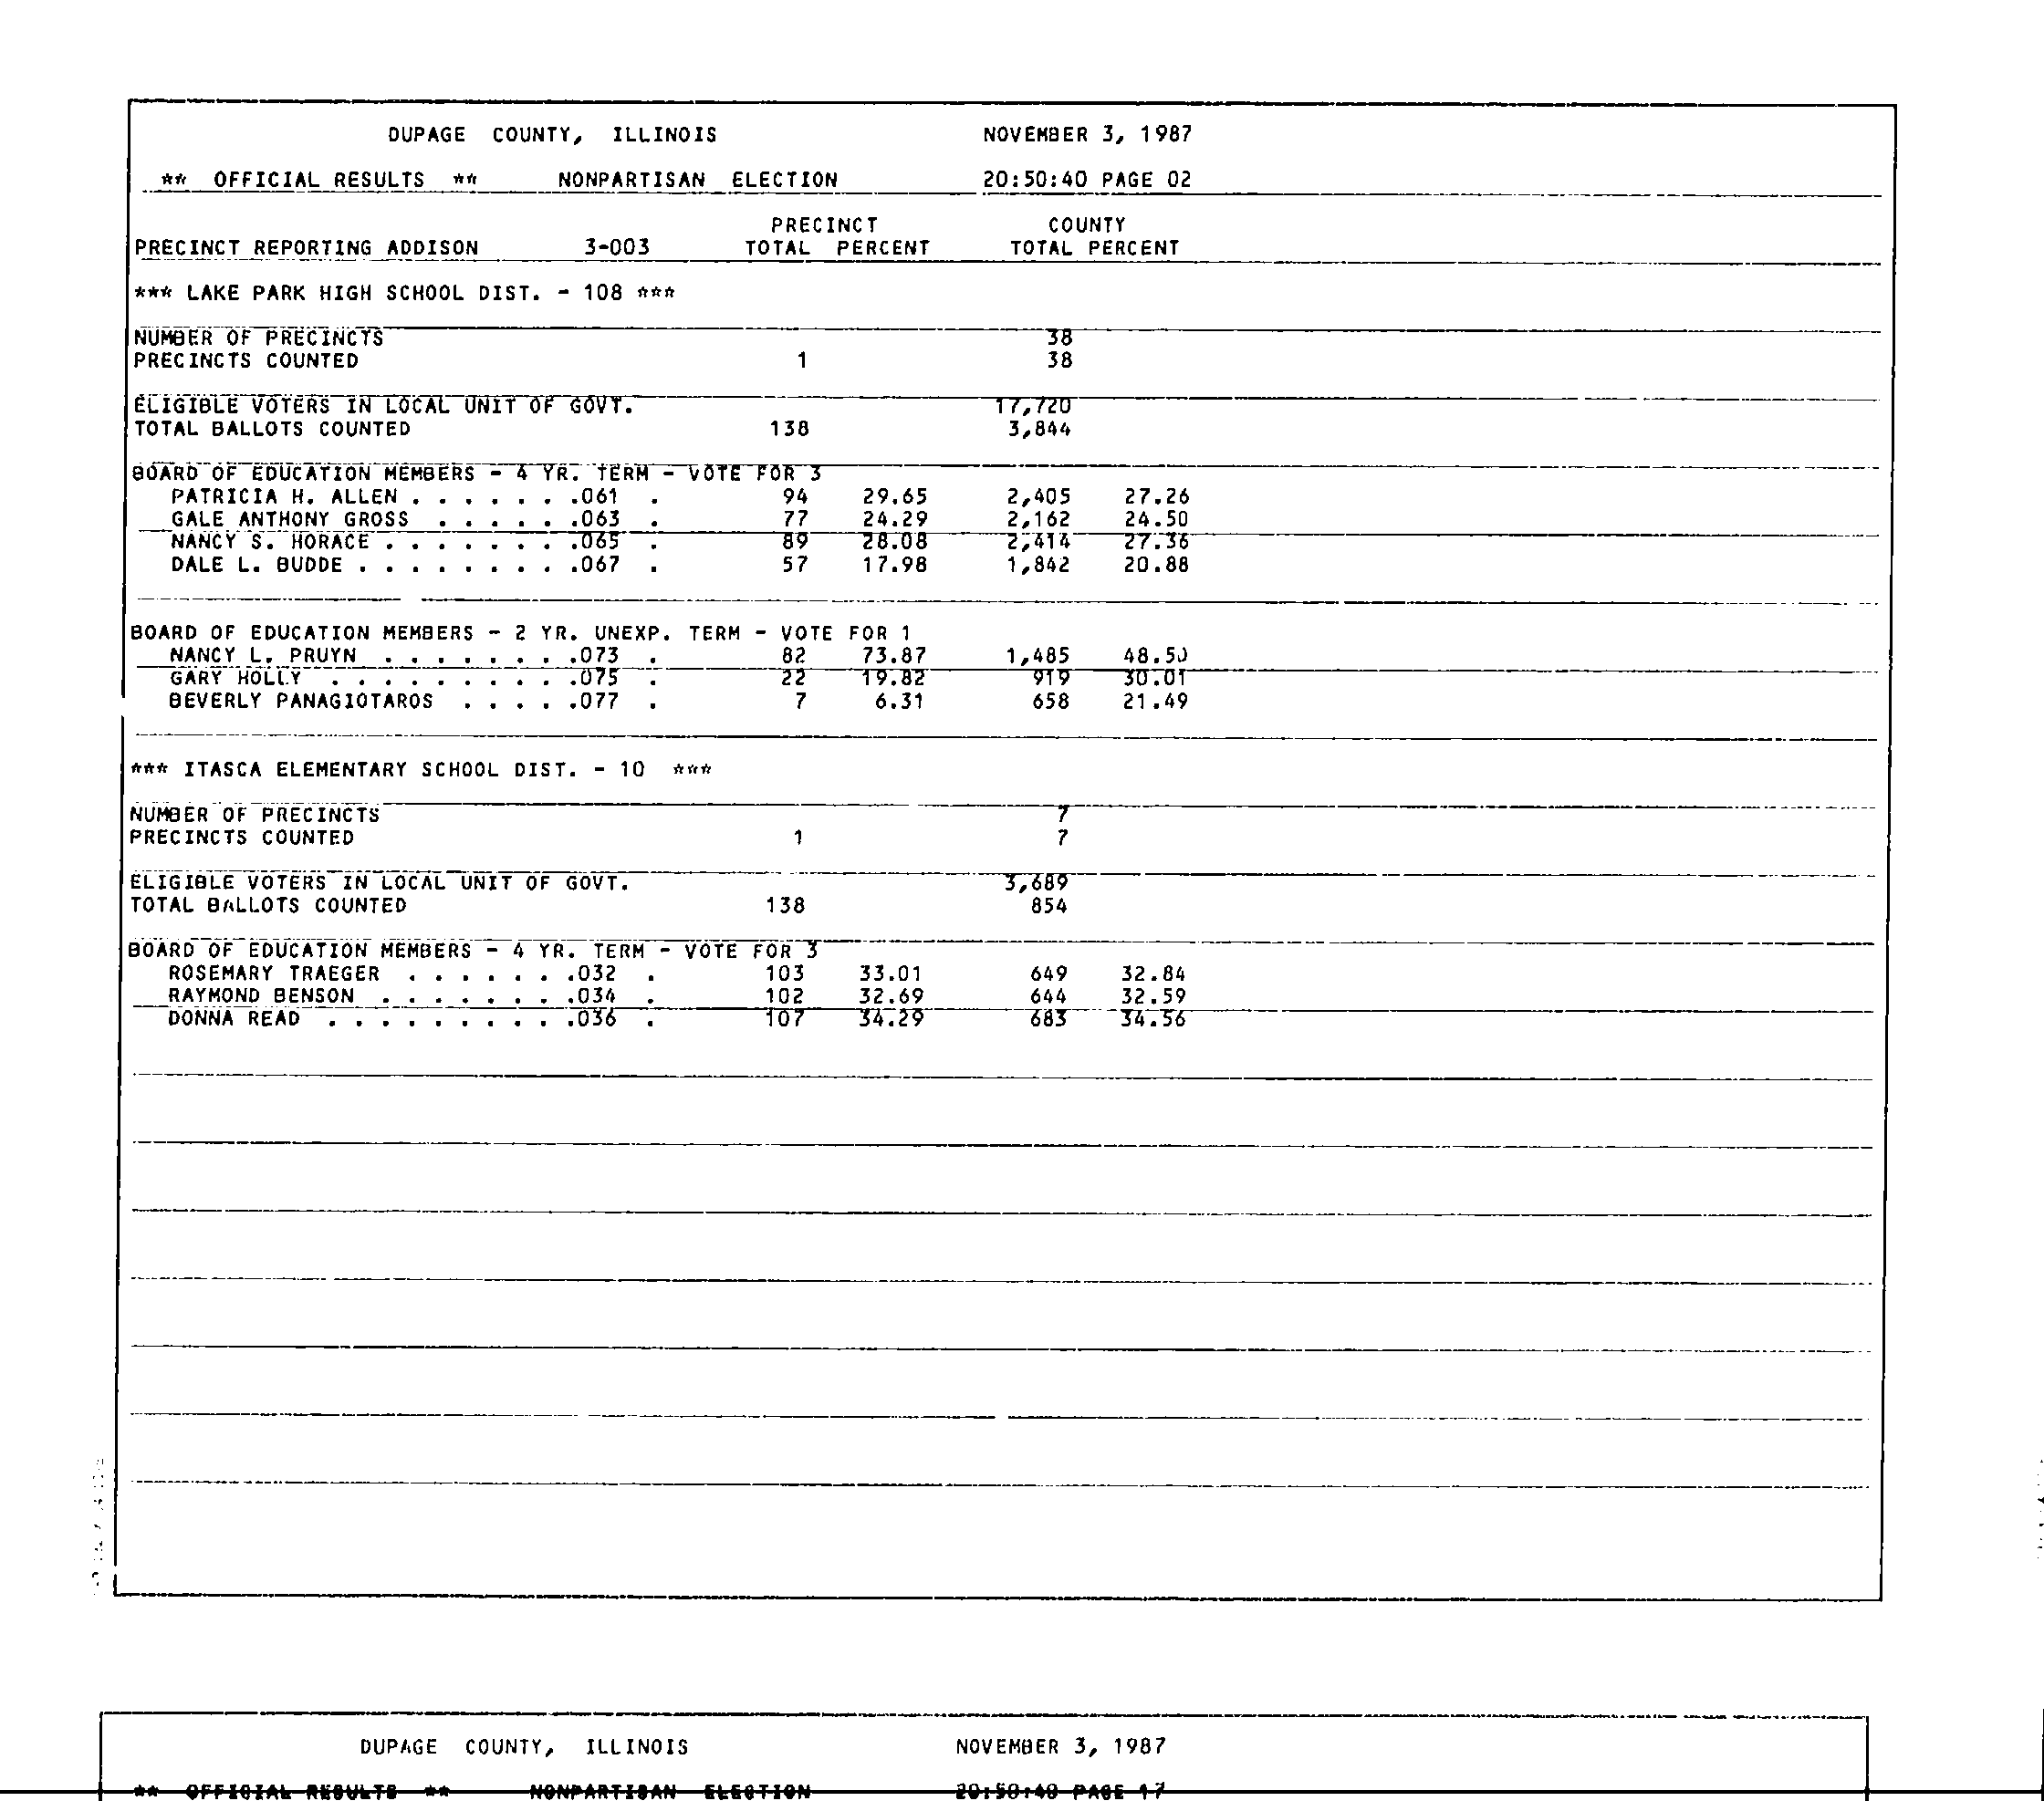 DUPAGE COUNTY, ILLINOIS NOVEMBER 3, 1987
** OFFICIAL RESULTS ** NONPARTISAN ELECTION 20:50:40 PAGE 02
PRECINCT COUNTY
PRECINCT REPORTING ADDISON 3-003 TOTAL PERCENT TOTAL PERCENT
*** LAKE PARK HIGH SCHOOL DIST. - 108 ***
NUMBER OF PRECINCTS 38
PRECINCTS COUNTED 1 38
ELIGIBLE VOTERS IN LOCAL UNIT OF GOVT. 17,720
TOTAL BALLOTS COUNTED 138 3,844
BOARD OF EDUCATION MEMBERS - 4 YR. TERM - VOTE FOR 3
PATRICIA H. ALLEN . . . . . . .061 . 94 29.65 2,405 27.26
GALE ANTHONY GROSS . . . . . .063 . 77 24.29 2,162 24.50
NANCY S. HORACE . . . . . . . .065 . 89 28.08 2,414 27.36
DALE L. BUDDE . . . . . . . . .067 . 57 17.98 1,842 20.88
BOARD OF EDUCATION MEMBERS - 2 YR. UNEXP. TERM - VOTE FOR 1
NANCY L. PRUYN . . . . . . . .073 . 82 73.87 1,485 48.50
GARY HOLLY . . . . . . . . . .075 . 22 19.82 919 30.01
BEVERLY PANAGIOTAROS . . . . .077 . 7 6.31 658 21.49
*** ITASCA ELEMENTARY SCHOOL DIST. - 10 ***
NUMBER OF PRECINCTS 7
PRECINCTS COUNTED 1 7
ELIGIBLE VOTERS IN LOCAL UNIT OF GOVT. 3,689
TOTAL BALLOTS COUNTED 138 854
BOARD OF EDUCATION MEMBERS - 4 YR. TERM - VOTE FOR 3
ROSEMARY TRAEGER . . . . . . .032 . 103 33.01 649 32.84
RAYMOND BENSON . . . . . . . .034 . 102 32.69 644 32.59
DONNA READ . . . . . . . . . .036 . 107 34.29 683 34.56
DUPAGE COUNTY, ILLINOIS NOVEMBER 3, 1987
** OFFICIAL RESULTS ** NONPARTISAN ELECTION 20:50:40 PAGE 17